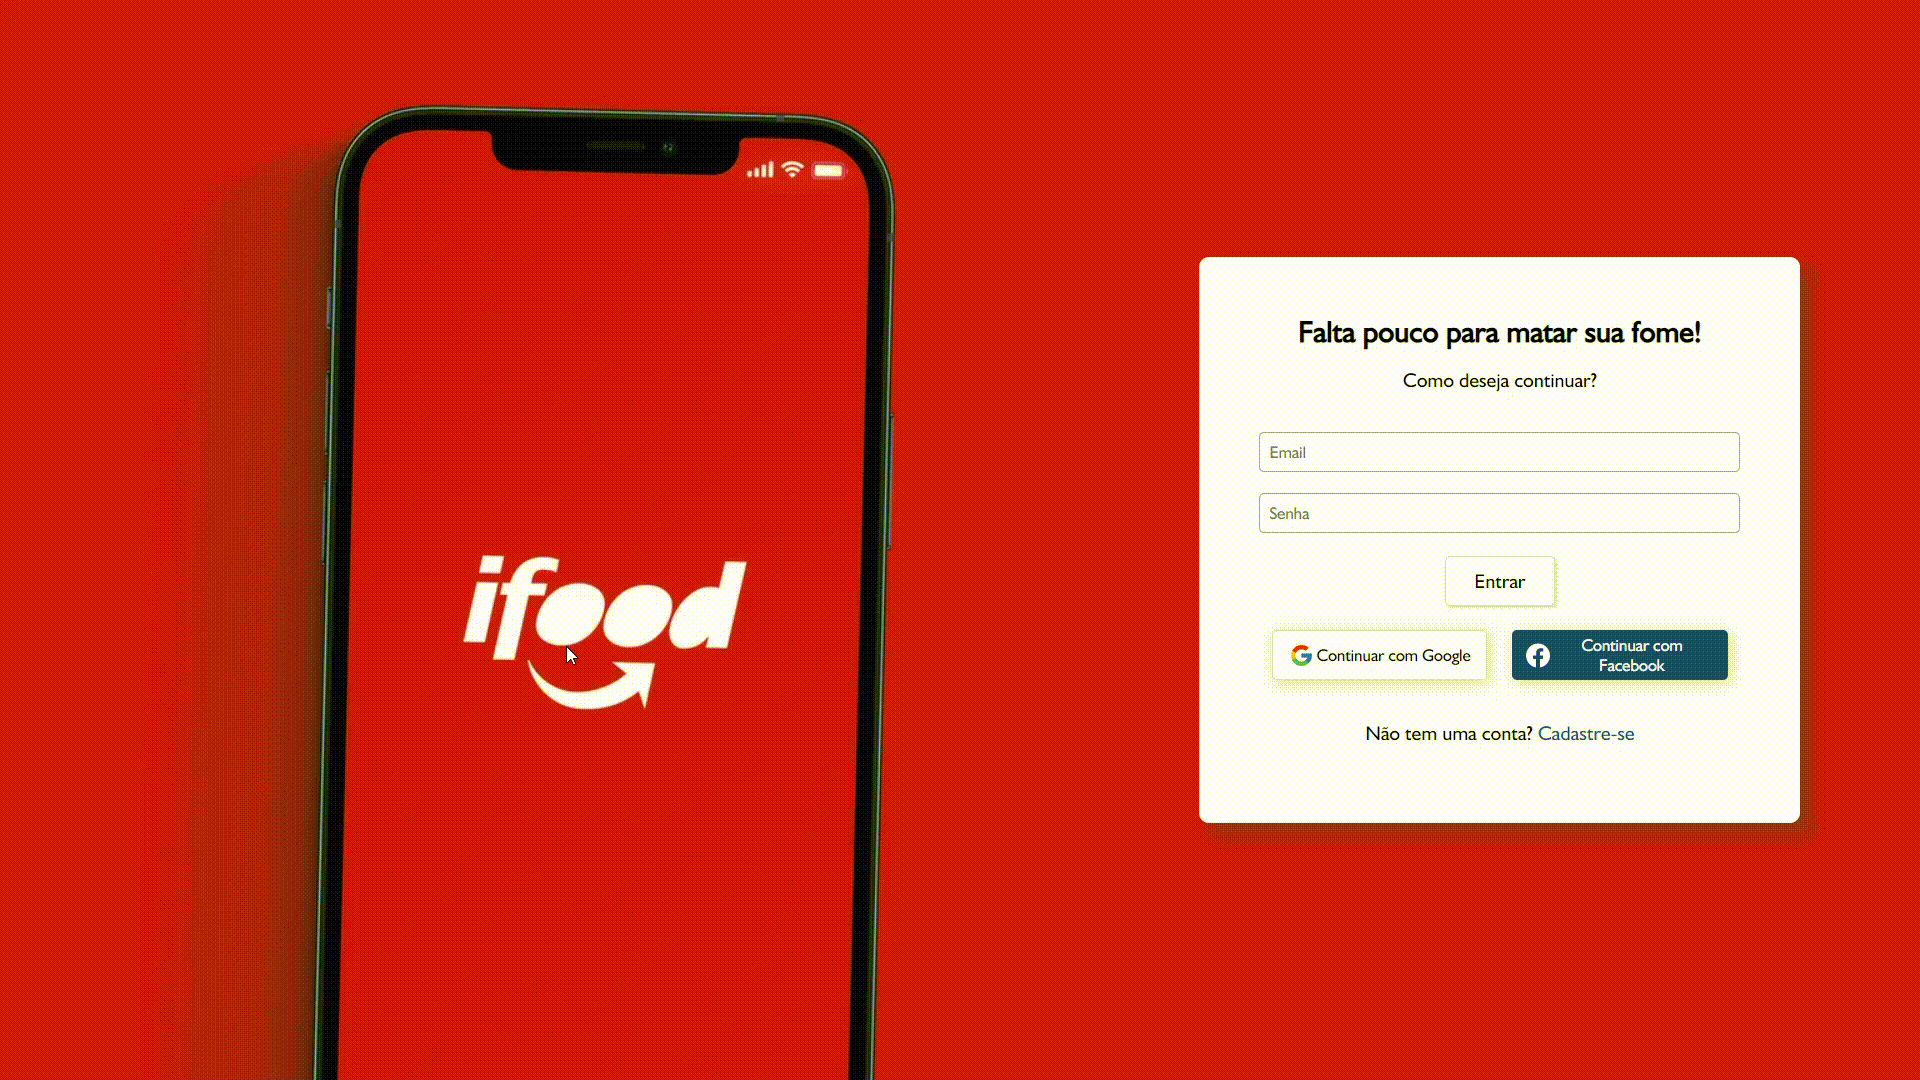 ifood
Falta pouco para matar sua fome!
Como deseja continuar?
Email
Senha
Entrar
Continuar com Google
Continuar com
Facebook
Não tem uma conta? Cadastre-se